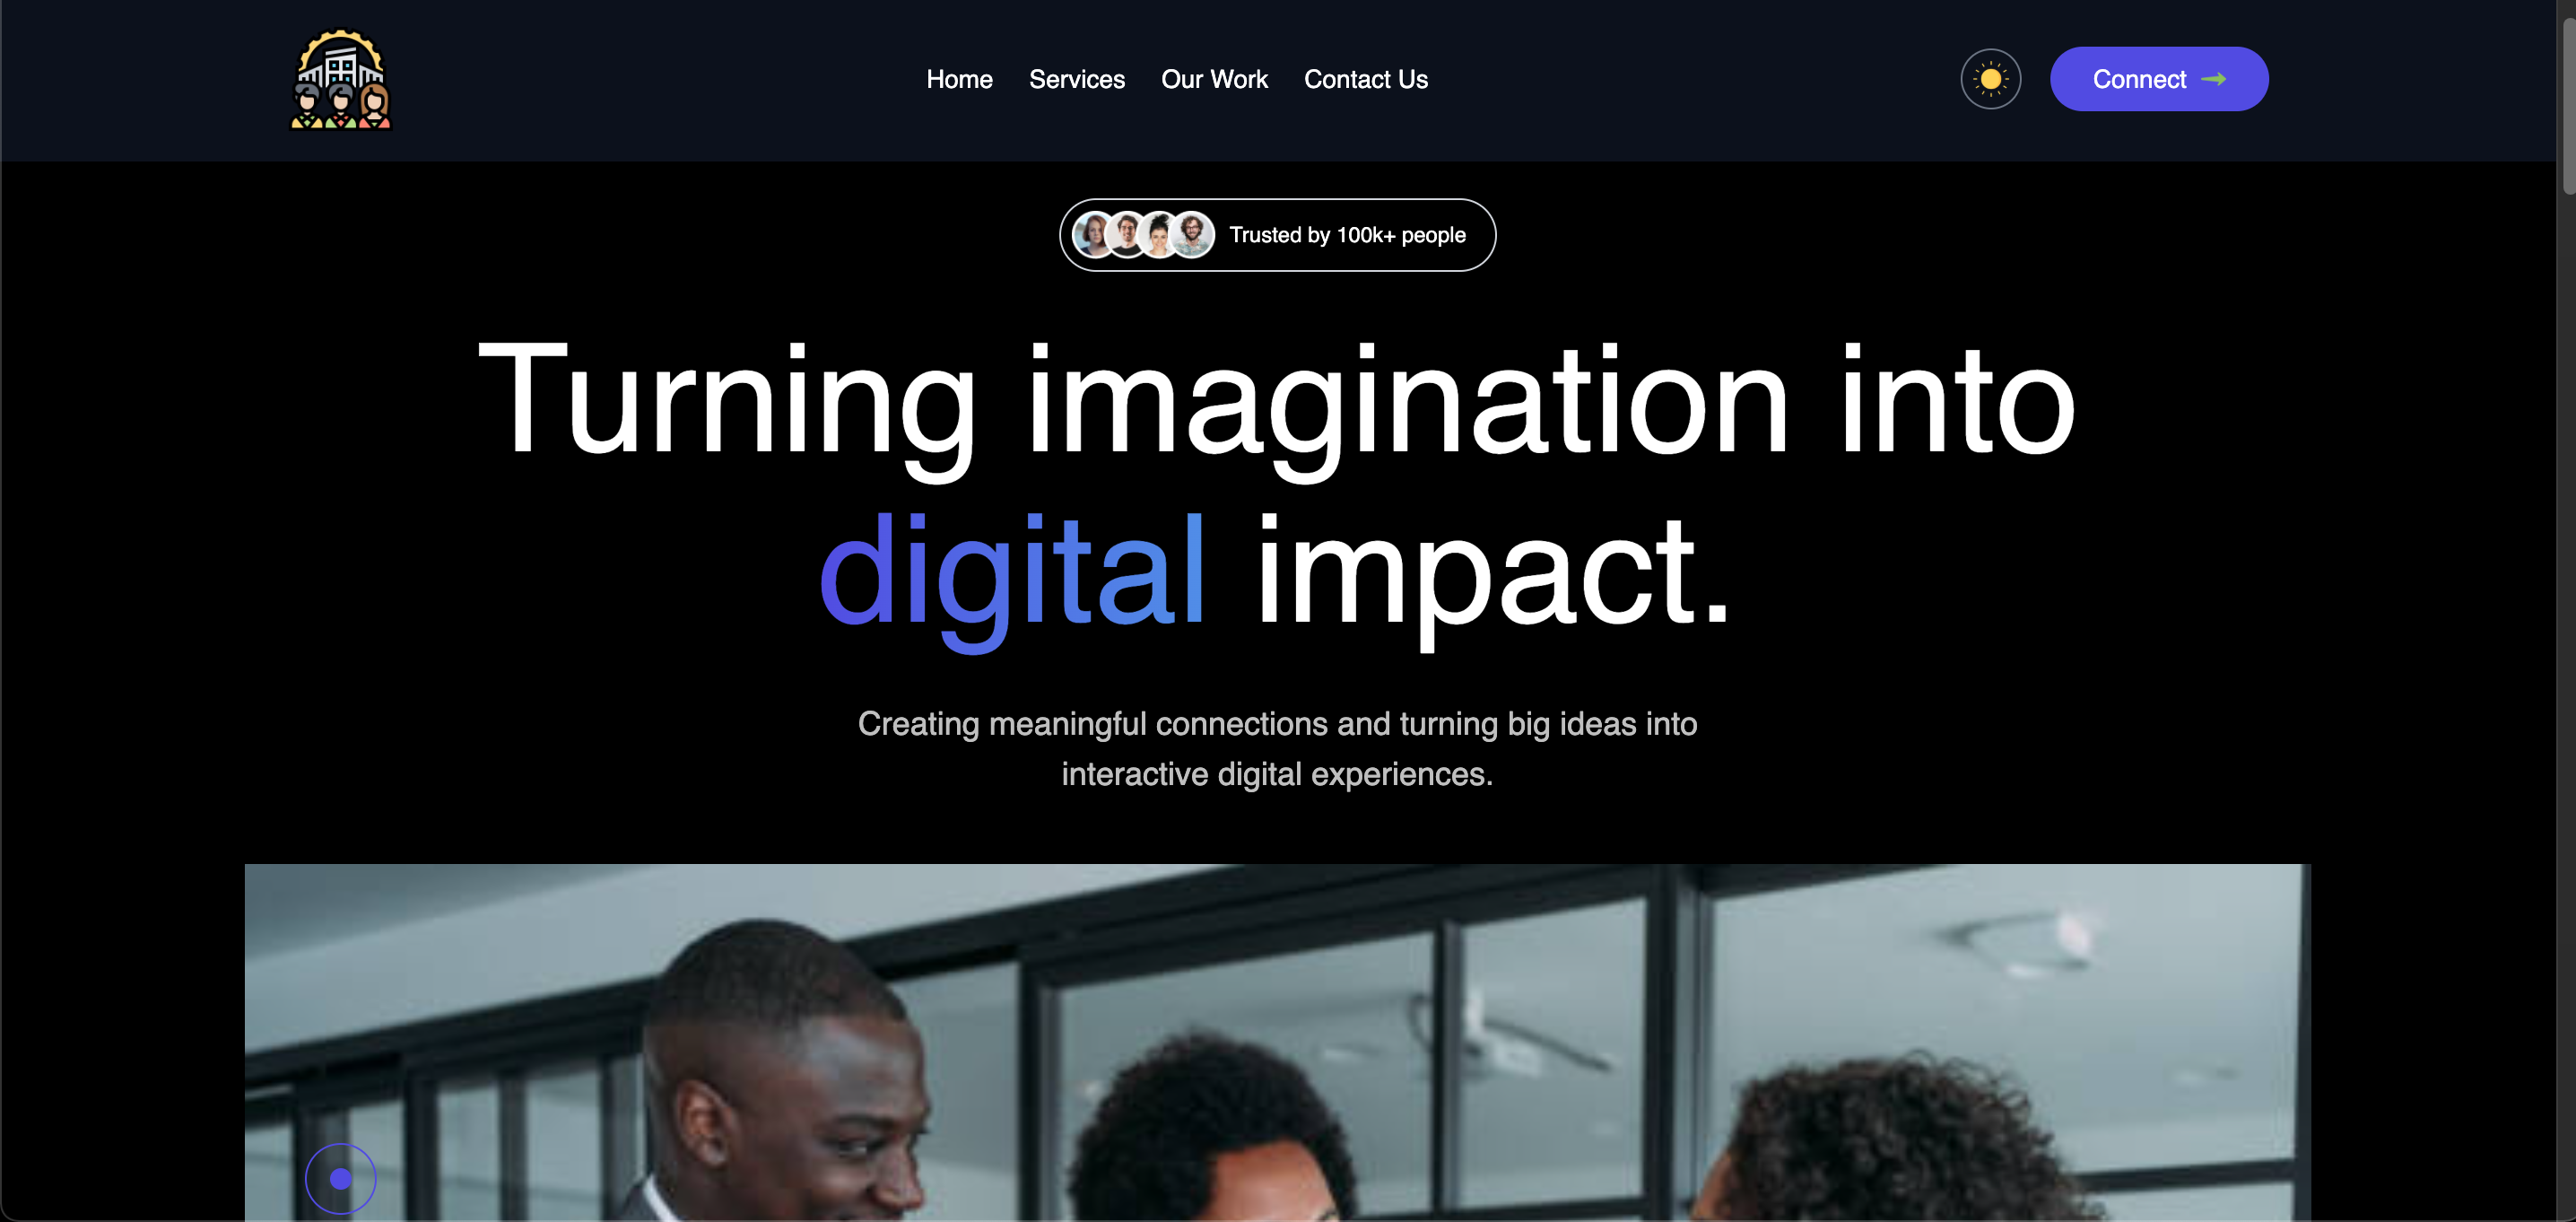 Home
Services
Our Work
Contact Us
Connect
Trusted by 100k+ people
Turning imagination into
digital impact.
Creating meaningful connections and turning big ideas into
interactive digital experiences.